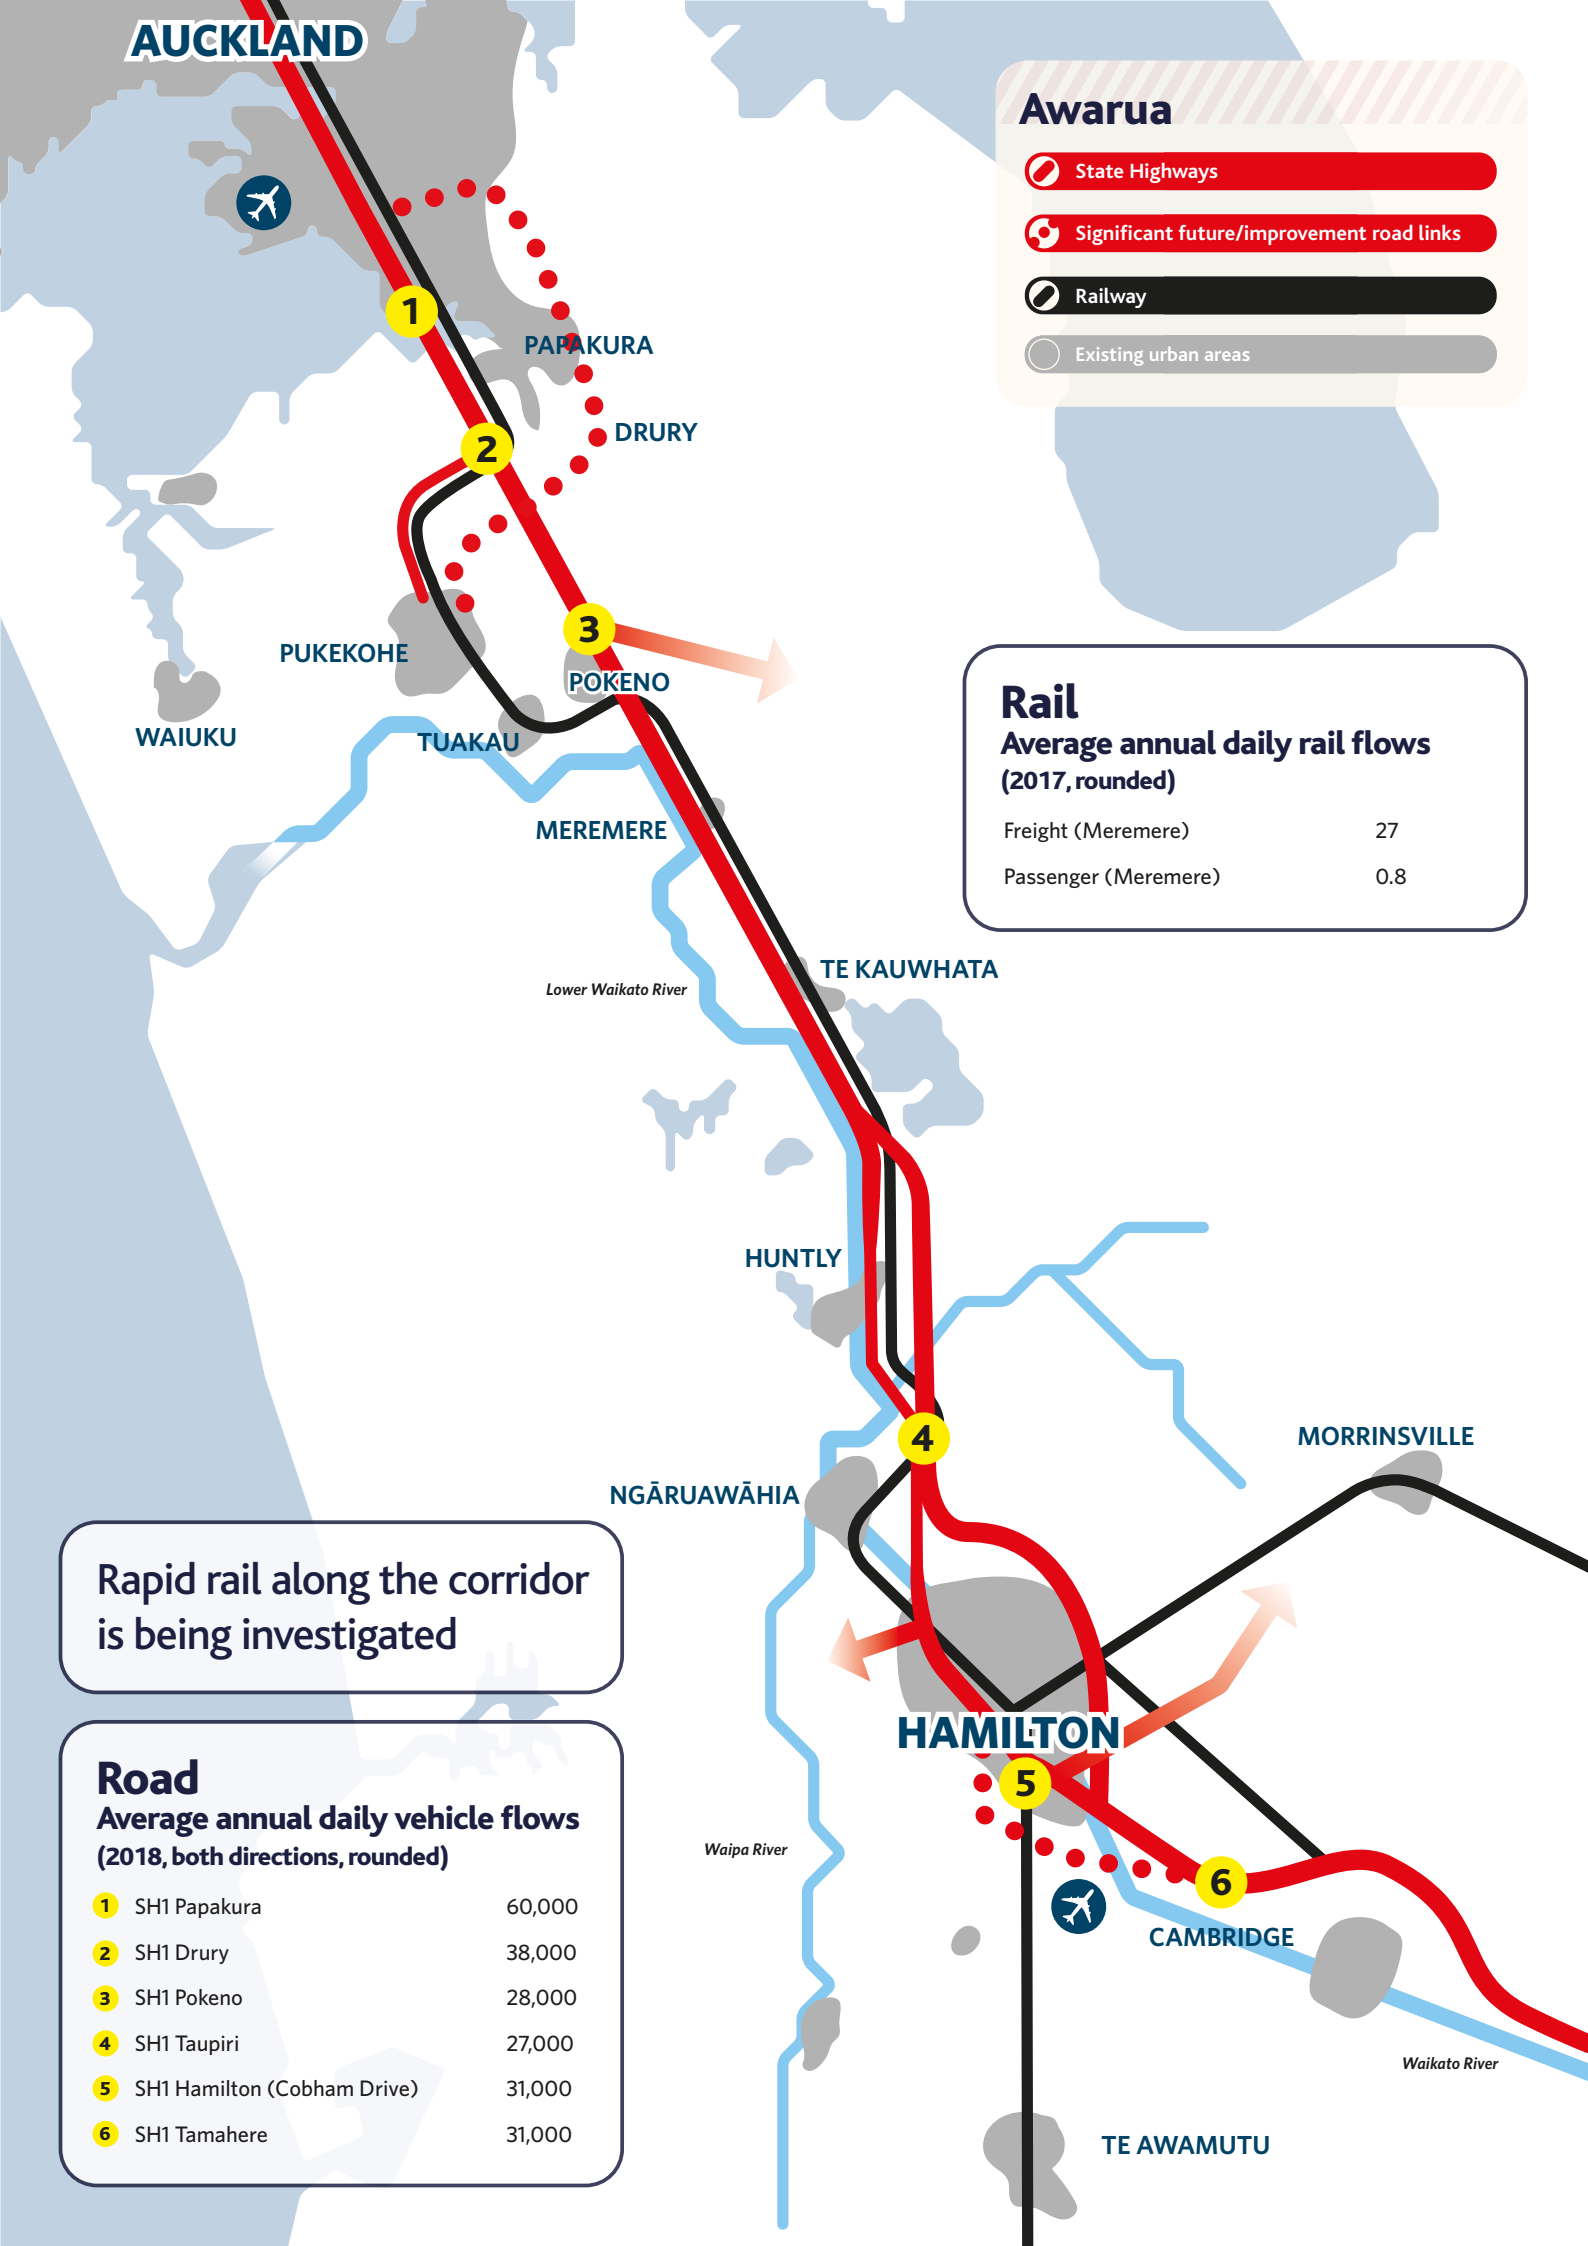 AUCKLAND
Awarua
State Highways
Significant future/improvement road links
Railway
Existing urban areas
1
PAPAKURA
2
DRURY
3
PUKEKOHE
POKENO
WAIUKU
TUAKAU
MEREMERE
Rail
Average annual daily rail flows
(2017, rounded)
Freight (Meremere) 27
Passenger (Meremere) 0.8
TE KAUWHATA
Lower Waikato River
HUNTLY
4
MORRINSVILLE
NGĀRUAWĀHIA
Rapid rail along the corridor
is being investigated
HAMILTON
5
Waipa River
6
CAMBRIDGE
Waikato River
TE AWAMUTU
Road
Average annual daily vehicle flows
(2018, both directions, rounded)
1 SH1 Papakura 60,000
2 SH1 Drury 38,000
3 SH1 Pokeno 28,000
4 SH1 Taupiri 27,000
5 SH1 Hamilton (Cobham Drive) 31,000
6 SH1 Tamahere 31,000